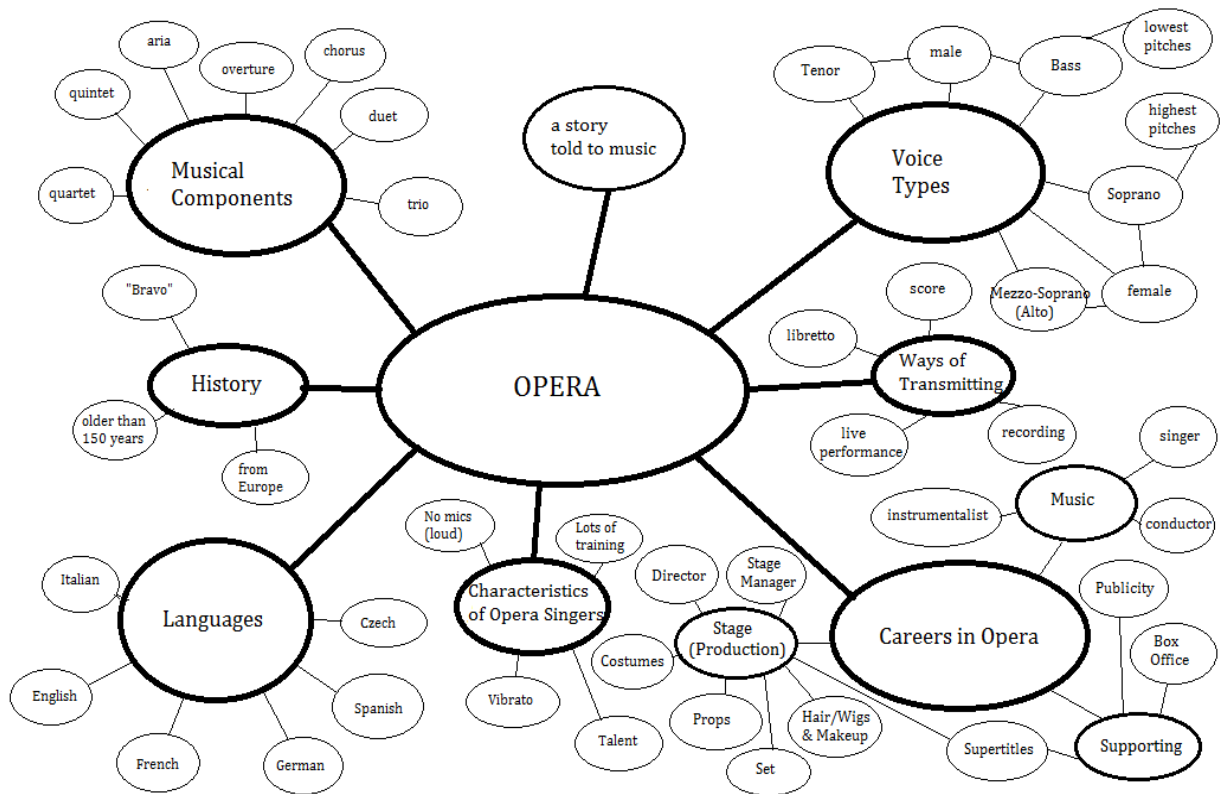 aria
chorus
overture
quintet
duet
Musical
Components
quartet
trio
a story
told to music
lowest
pitches
male
Tenor
Bass
highest
pitches
Voice
Types
Soprano
Mezzo-Soprano
(Alto)
female
"Bravo"
History
older than
150 years
from
Europe
OPERA
score
libretto
Ways of
Transmitting
live
performance
recording
singer
Music
instrumentalist
conductor
No mics
(loud)
Lots of
training
Characteristics
of Opera Singers
Vibrato
Talent
Italian
Languages
Czech
English
Spanish
French
German
Director
Stage
Manager
Stage
(Production)
Costumes
Props
Set
Hair/Wigs
& Makeup
Careers in Opera
Publicity
Box
Office
Supertitles
Supporting